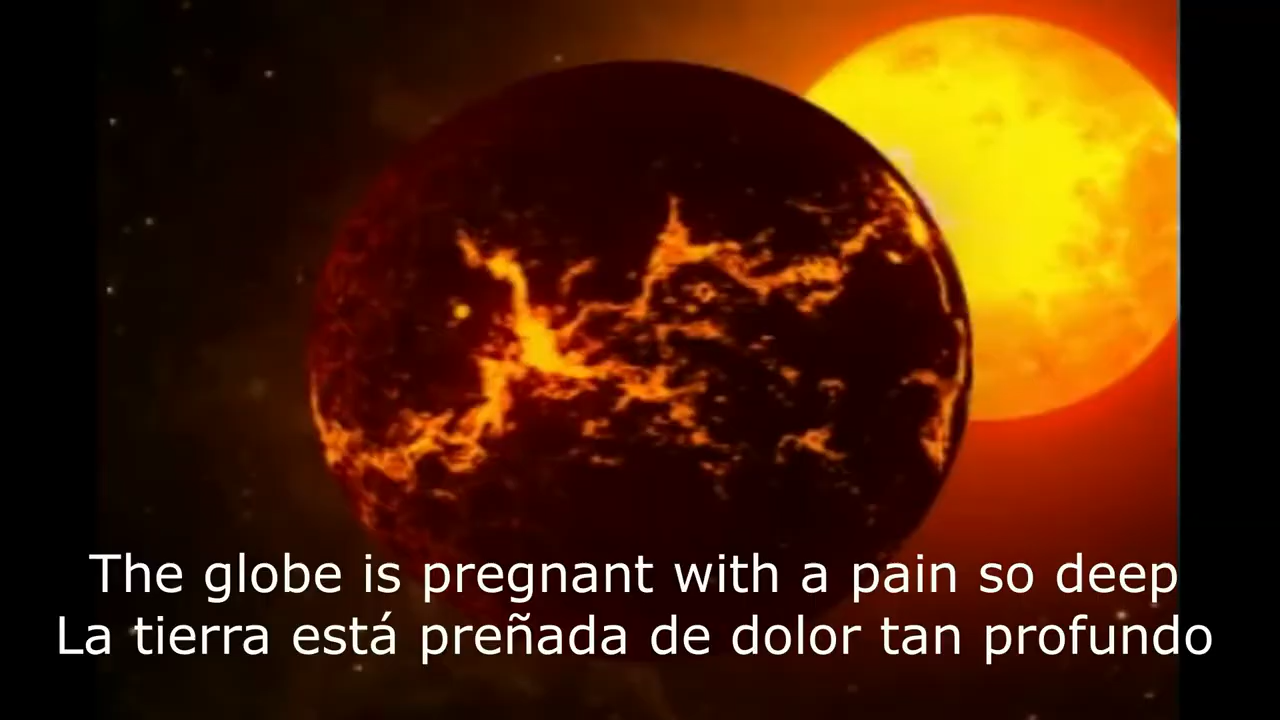 The globe is pregnant with a pain so deep
La tierra está preñada de dolor tan profundo